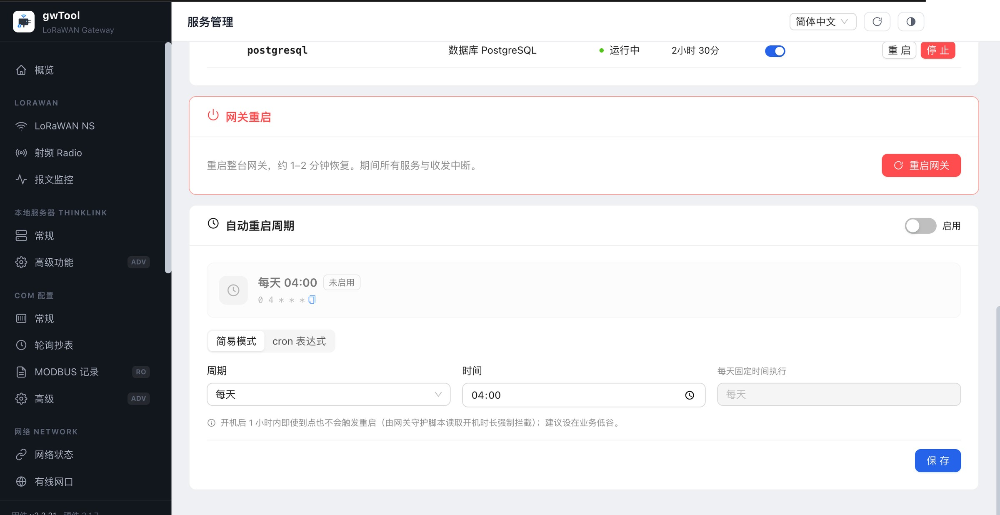 gwTool
LoRaWAN Gateway
概览
LORAWAN
LoRaWAN NS
射频 Radio
报文监控
本地服务器 THINKLINK
常规
高级功能 ADV
COM 配置
常规
轮询抄表
MODBUS 记录 RO
高级 ADV
网络 NETWORK
网络状态
有线网口
服务管理
简体中文
postgresql 数据库 PostgreSQL 运行中 2小时 30分 重 启 停 止
网关重启
重启整台网关，约 1–2 分钟恢复。期间所有服务与收发中断。
重启网关
自动重启周期
启用
每天 04:00 未启用
0 4 * * *
简易模式 cron 表达式
周期 时间 每天固定时间执行
每天 04:00 每天
开机后 1 小时内即使到点也不会触发重启（由网关守护脚本读取开机时长强制拦截）；建议设在业务低谷。
保 存